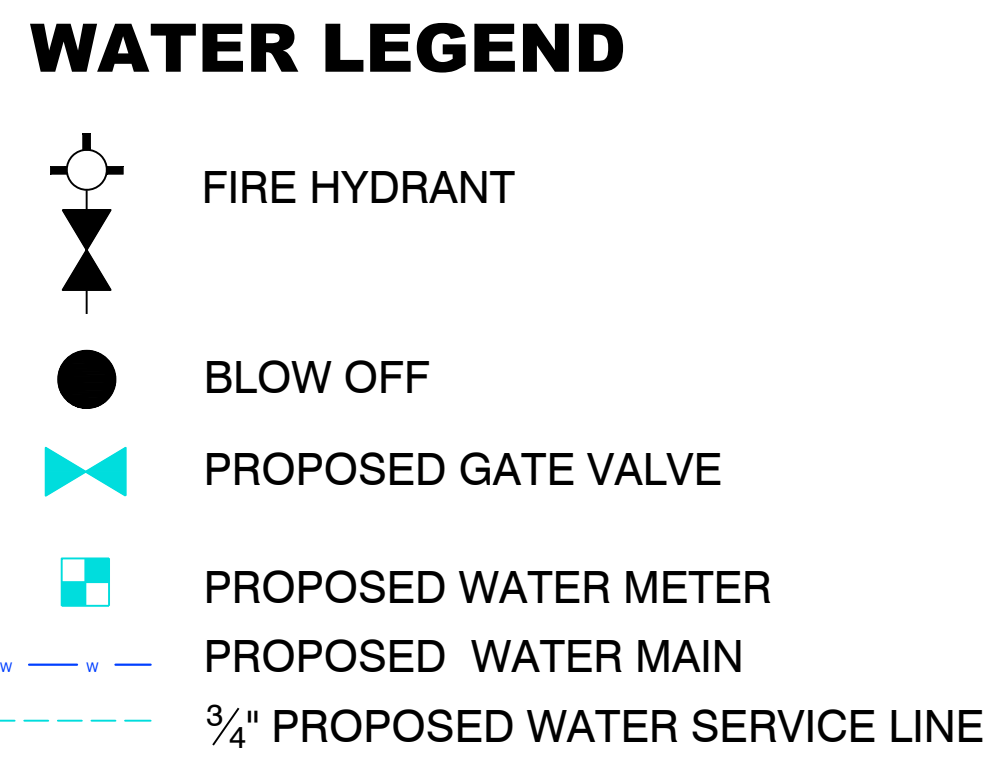 WATER LEGEND
FIRE HYDRANT
BLOW OFF
PROPOSED GATE VALVE
PROPOSED WATER METER
W W PROPOSED WATER MAIN
¾" PROPOSED WATER SERVICE LINE